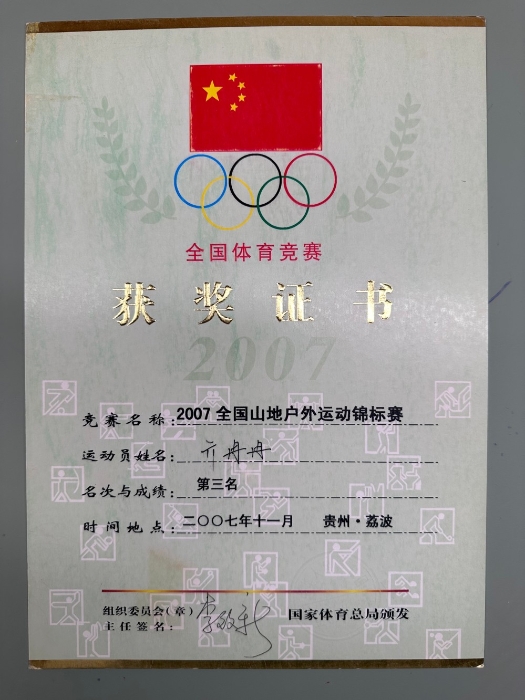 全国体育竞赛
获奖证书
2007
竞赛名称:2007 全国山地户外运动锦标赛
运动员姓名: 亓冉冉
名次与成绩: 第三名
时间地点: 二〇〇七年十一月 贵州·荔波
组织委员会(章)
主任签名:
国家体育总局颁发